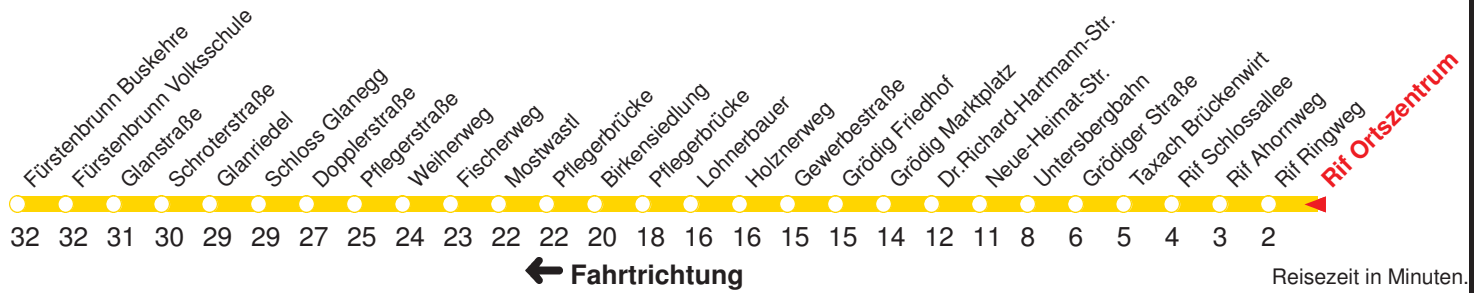 Fürstenbrunn Buskehre
Fürstenbrunn Volksschule
Glanstraße
Schroterstraße
Glanriedel
Schloss Glanegg
Dopplerstraße
Pflegerstraße
Weiherweg
Fischerweg
Mostwastl
Pflegerbrücke
Birkensiedlung
Pflegerbrücke
Lohnerbauer
Holznerweg
Gewerbestraße
Grödig Friedhof
Grödig Marktplatz
Dr.Richard-Hartmann-Str.
Neue-Heimat-Str.
Untersbergbahn
Grödiger Straße
Taxach Brückenwirt
Rif Schlossallee
Rif Ahornweg
Rif Ringweg
Rif Ortszentrum
32 32 31 30 29 29 27 25 24 23 22 22 20 18 16 16 15 15 14 12 11 8 6 5 4 3 2
Fahrtrichtung
Reisezeit in Minuten.